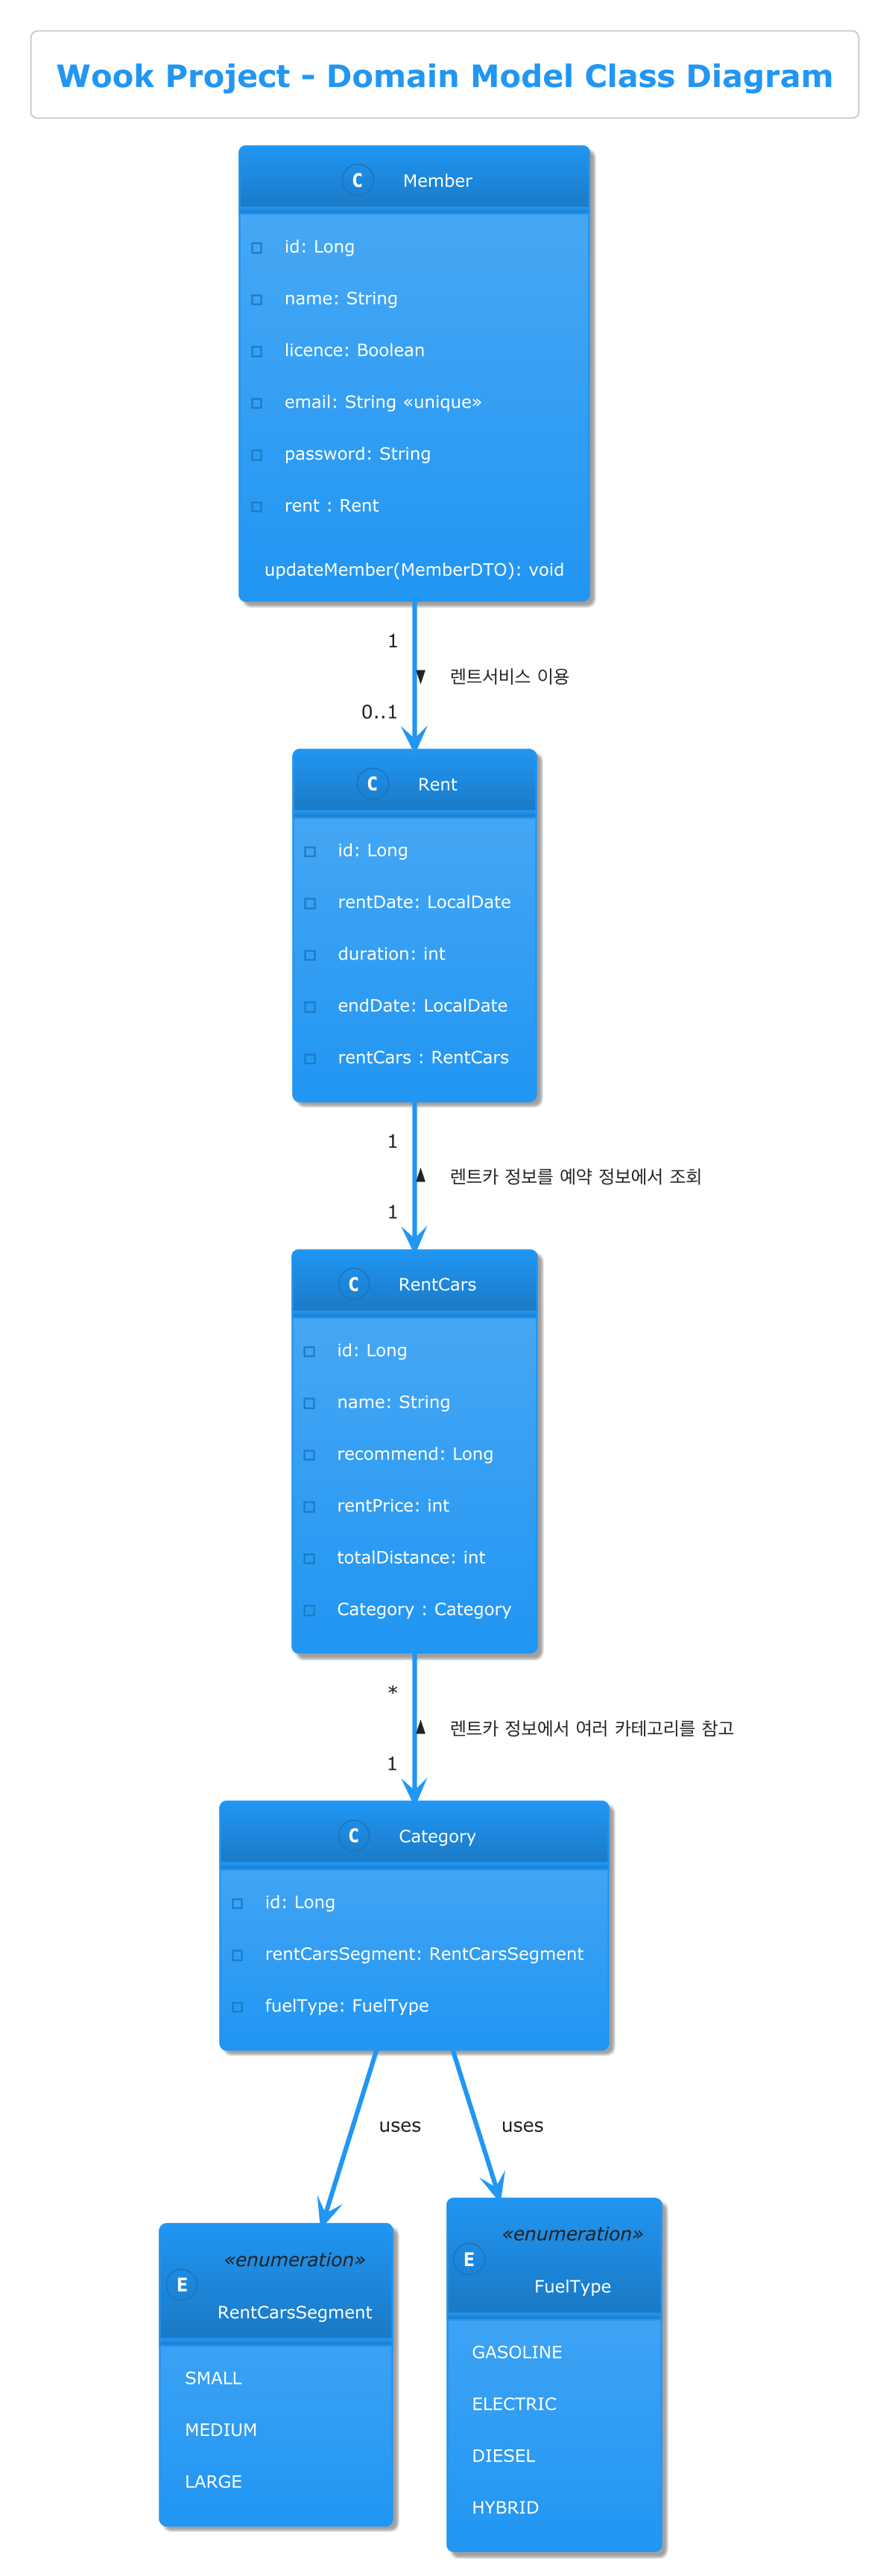 Wook Project - Domain Model Class Diagram
C Member
id: Long
name: String
licence: Boolean
email: String «unique»
password: String
rent : Rent
updateMember(MemberDTO): void
1
렌트서비스 이용
0..1
C Rent
id: Long
rentDate: LocalDate
duration: int
endDate: LocalDate
rentCars : RentCars
1
렌트카 정보를 예약 정보에서 조회
1
C RentCars
id: Long
name: String
recommend: Long
rentPrice: int
totalDistance: int
Category : Category
*
렌트카 정보에서 여러 카테고리를 참고
1
C Category
id: Long
rentCarsSegment: RentCarsSegment
fuelType: FuelType
uses
uses
«enumeration»
E
RentCarsSegment
SMALL
MEDIUM
LARGE
«enumeration»
E
FuelType
GASOLINE
ELECTRIC
DIESEL
HYBRID